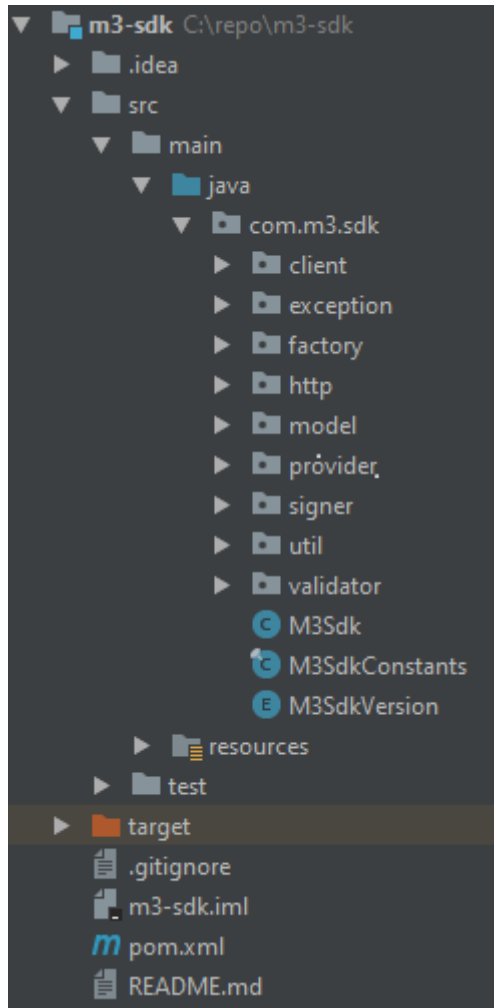 m3-sdk C:\repo\m3-sdk
.idea
src
main
java
com.m3.sdk
client
exception
factory
http
model
provider
signer
util
validator
C M3Sdk
C M3SdkConstants
E M3SdkVersion
resources
test
target
.gitignore
m3-sdk.iml
m pom.xml
README.md